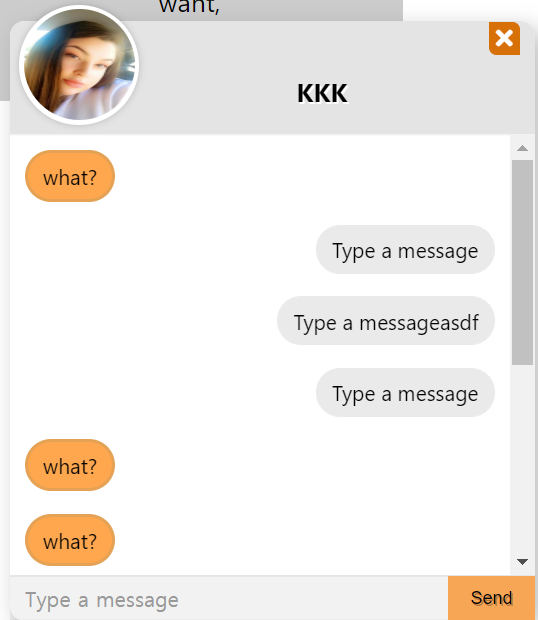 want,
KKK
what?
Type a message
Type a messageasdf
Type a message
what?
what?
Type a message
Send